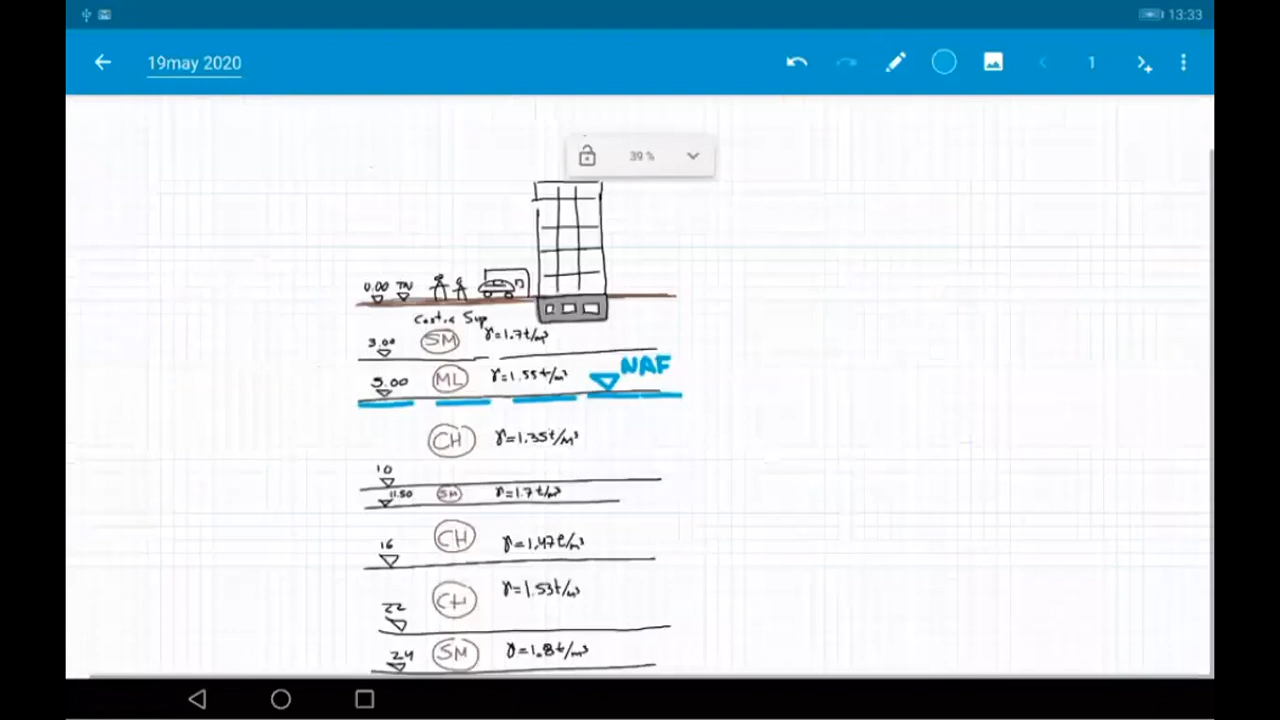 13:33
19may 2020
1
39 %
0.00 TN
Costra Sup
3.00 SM γ=1.7t/m³
NAF
5.00 ML γ=1.55t/m³
CH γ=1.35t/m³
10
11.50 SM γ=1.7t/m³
16 CH γ=1.47t/m³
22 CH γ=1.53t/m³
24 SM γ=1.8t/m³